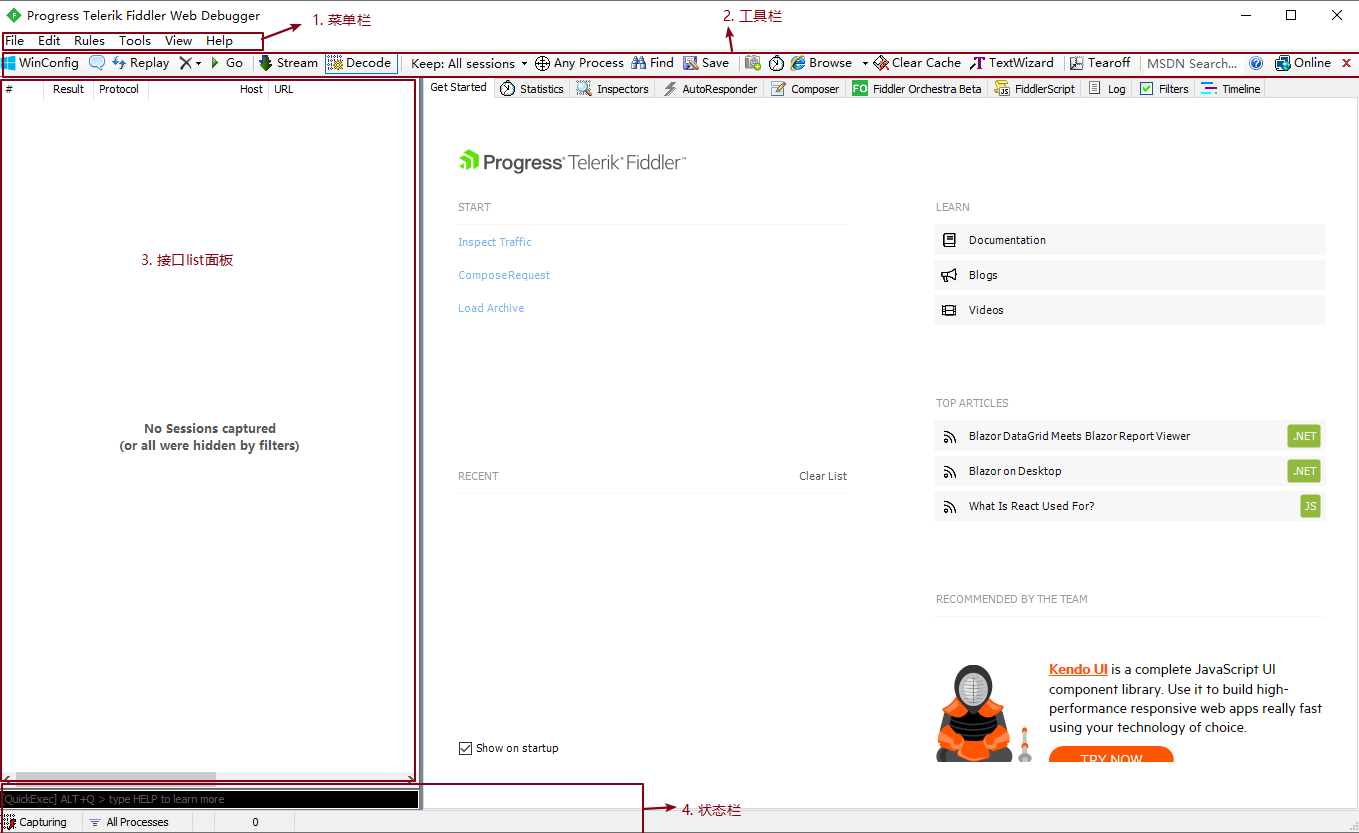 Progress Telerik Fiddler Web Debugger
1. 菜单栏
2. 工具栏
File Edit Rules Tools View Help
WinConfig Replay Go Stream Decode Keep: All sessions Any Process Find Save Browse Clear Cache TextWizard Tearoff MSDN Search... Online
# Result Protocol Host URL
Get Started Statistics Inspectors AutoResponder Composer FO Fiddler Orchestra Beta FiddlerScript Log Filters Timeline
Progress Telerik Fiddler™
START
LEARN
Inspect Traffic
Documentation
3. 接口list面板
Compose Request
Blogs
Load Archive
Videos
TOP ARTICLES
No Sessions captured
(or all were hidden by filters)
Blazor DataGrid Meets Blazor Report Viewer .NET
Blazor on Desktop .NET
RECENT Clear List
What Is React Used For? JS
RECOMMENDED BY THE TEAM
Kendo UI is a complete JavaScript UI
component library. Use it to build high-
performance responsive web apps really fast
using your technology of choice.
Show on startup
TRY NOW
[QuickExec] ALT+Q > type HELP to learn more
4. 状态栏
Capturing All Processes 0